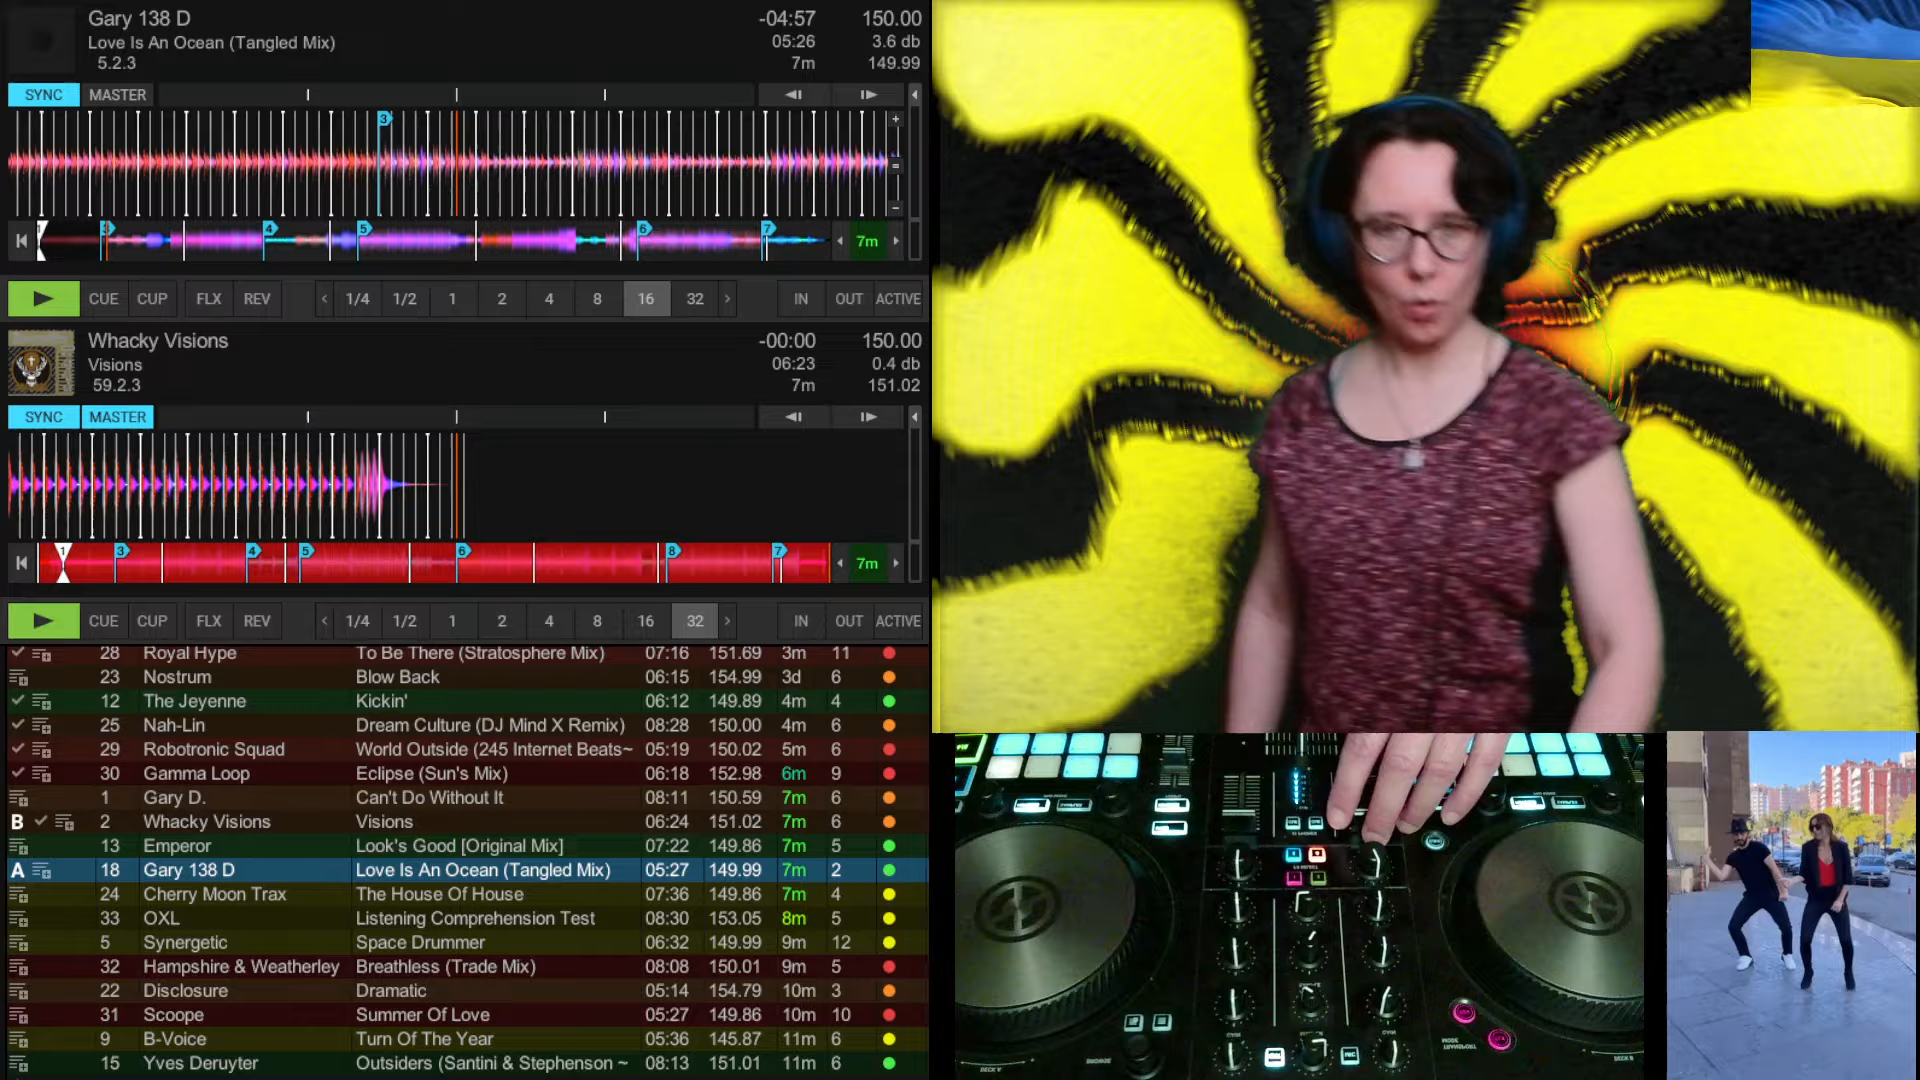 Gary 138 D -04:57 150.00
Love Is An Ocean (Tangled Mix) 05:26 3.6 db
5.2.3 7m 149.99
SYNC MASTER
3
1 3 4 5 6 7 7m
CUE CUP FLX REV 1/4 1/2 1 2 4 8 16 32 IN OUT ACTIVE
Whacky Visions -00:00 150.00
Visions 06:23 0.4 db
59.2.3 7m 151.02
SYNC MASTER
1 3 4 5 6 8 7 7m
CUE CUP FLX REV 1/4 1/2 1 2 4 8 16 32 IN OUT ACTIVE
28 Royal Hype To Be There (Stratosphere Mix) 07:16 151.69 3m 11
23 Nostrum Blow Back 06:15 154.99 3d 6
12 The Jeyenne Kickin' 06:12 149.89 4m 4
25 Nah-Lin Dream Culture (DJ Mind X Remix) 08:28 150.00 4m 6
29 Robotronic Squad World Outside (245 Internet Beats~ 05:19 150.02 5m 6
30 Gamma Loop Eclipse (Sun's Mix) 06:18 152.98 6m 9
1 Gary D. Can't Do Without It 08:11 150.59 7m 6
B 2 Whacky Visions Visions 06:24 151.02 7m 6
13 Emperor Look's Good [Original Mix] 07:22 149.86 7m 5
A 18 Gary 138 D Love Is An Ocean (Tangled Mix) 05:27 149.99 7m 2
24 Cherry Moon Trax The House Of House 07:36 149.86 7m 4
33 OXL Listening Comprehension Test 08:30 153.05 8m 5
5 Synergetic Space Drummer 06:32 149.99 9m 12
32 Hampshire & Weatherley Breathless (Trade Mix) 08:08 150.01 9m 5
22 Disclosure Dramatic 05:14 154.79 10m 3
31 Scoope Summer Of Love 05:27 149.86 10m 10
9 B-Voice Turn Of The Year 05:36 145.87 11m 6
15 Yves Deruyter Outsiders (Santini & Stephenson ~ 08:13 151.01 11m 6